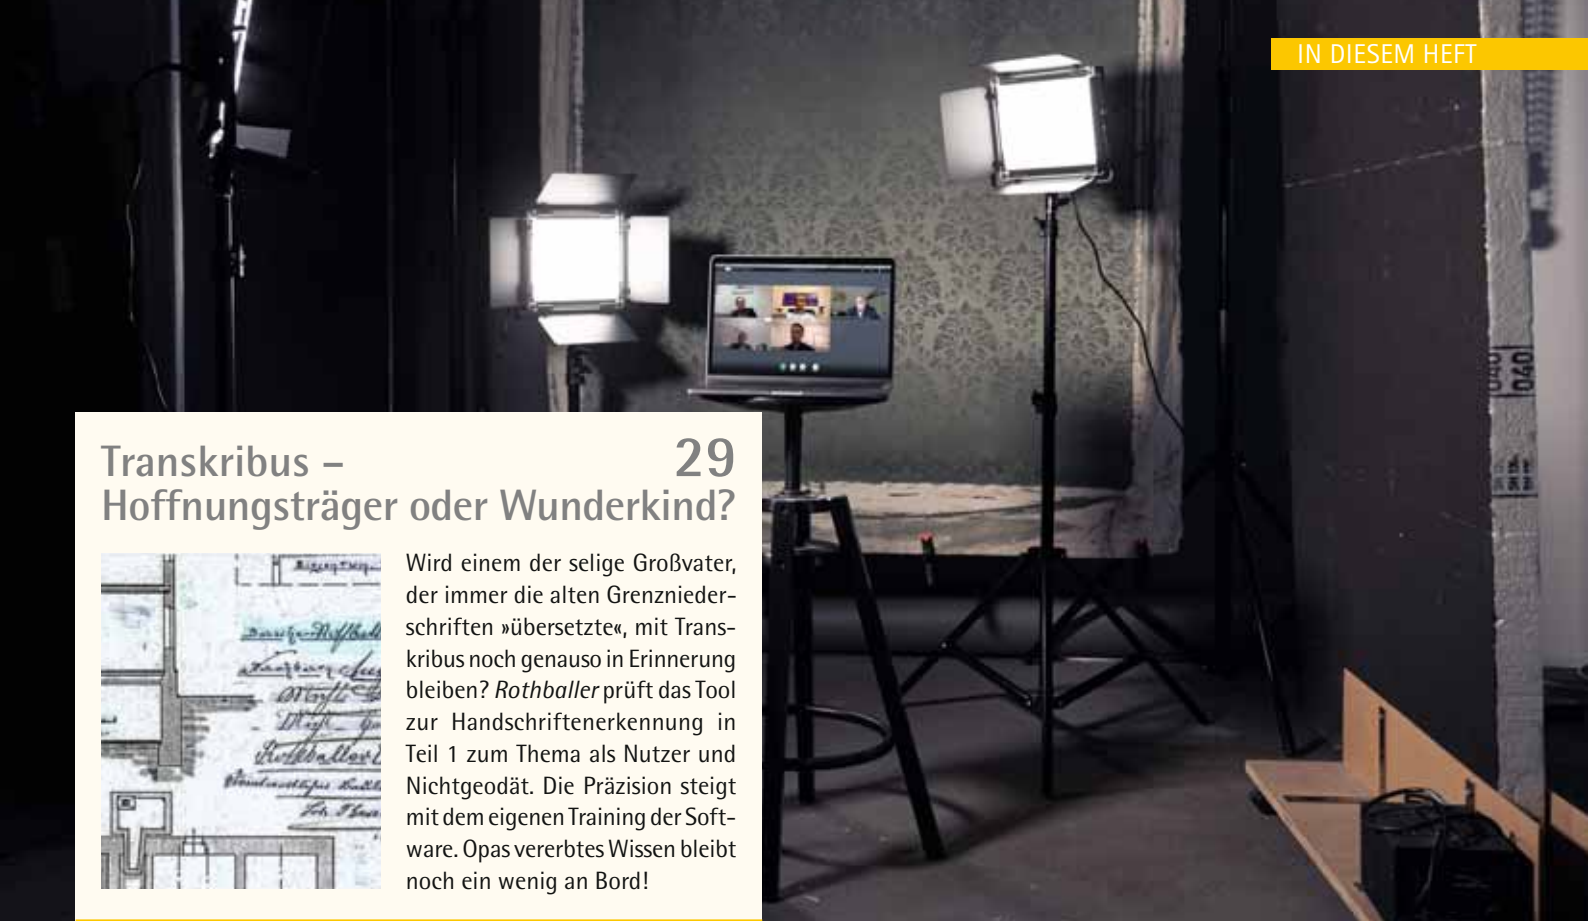 IN DIESEM HEFT
Transkribus –
29
Hoffnungsträger oder Wunderkind?
Wird einem der selige Großvater,
der immer die alten Grenznieder-
schriften »übersetzte«, mit Trans-
kribus noch genauso in Erinnerung
bleiben? Rothballer prüft das Tool
zur Handschriftenerkennung in
Teil 1 zum Thema als Nutzer und
Nichtgeodät. Die Präzision steigt
mit dem eigenen Training der Soft-
ware. Opas vererbtes Wissen bleibt
noch ein wenig an Bord!
040
040